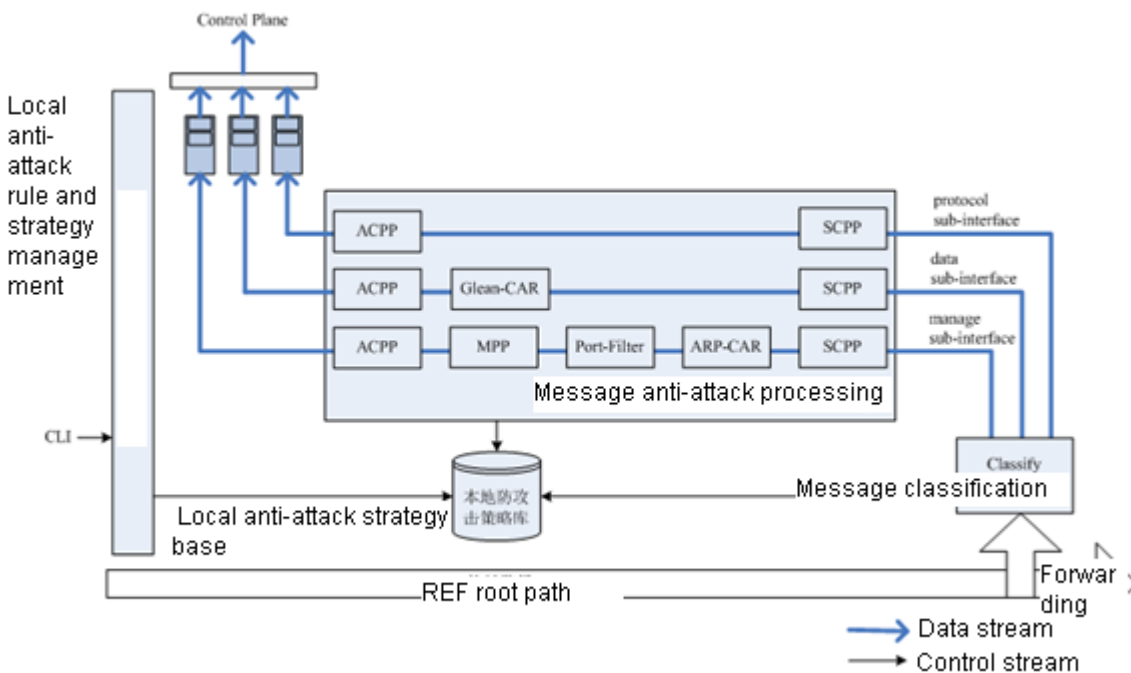 Control Plane
Local
anti-
attack
rule and
strategy
manage
ment
protocol
sub-interface
ACPP
SCPP
data
sub-interface
ACPP
Glean-CAR
SCPP
manage
sub-interface
ACPP
MPP
Port-Filter
ARP-CAR
SCPP
Message anti-attack processing
CLI
Classify
Message classification
本地防攻
击策略库
Local anti-attack strategy
base
REF root path
Forwar
ding
Data stream
Control stream